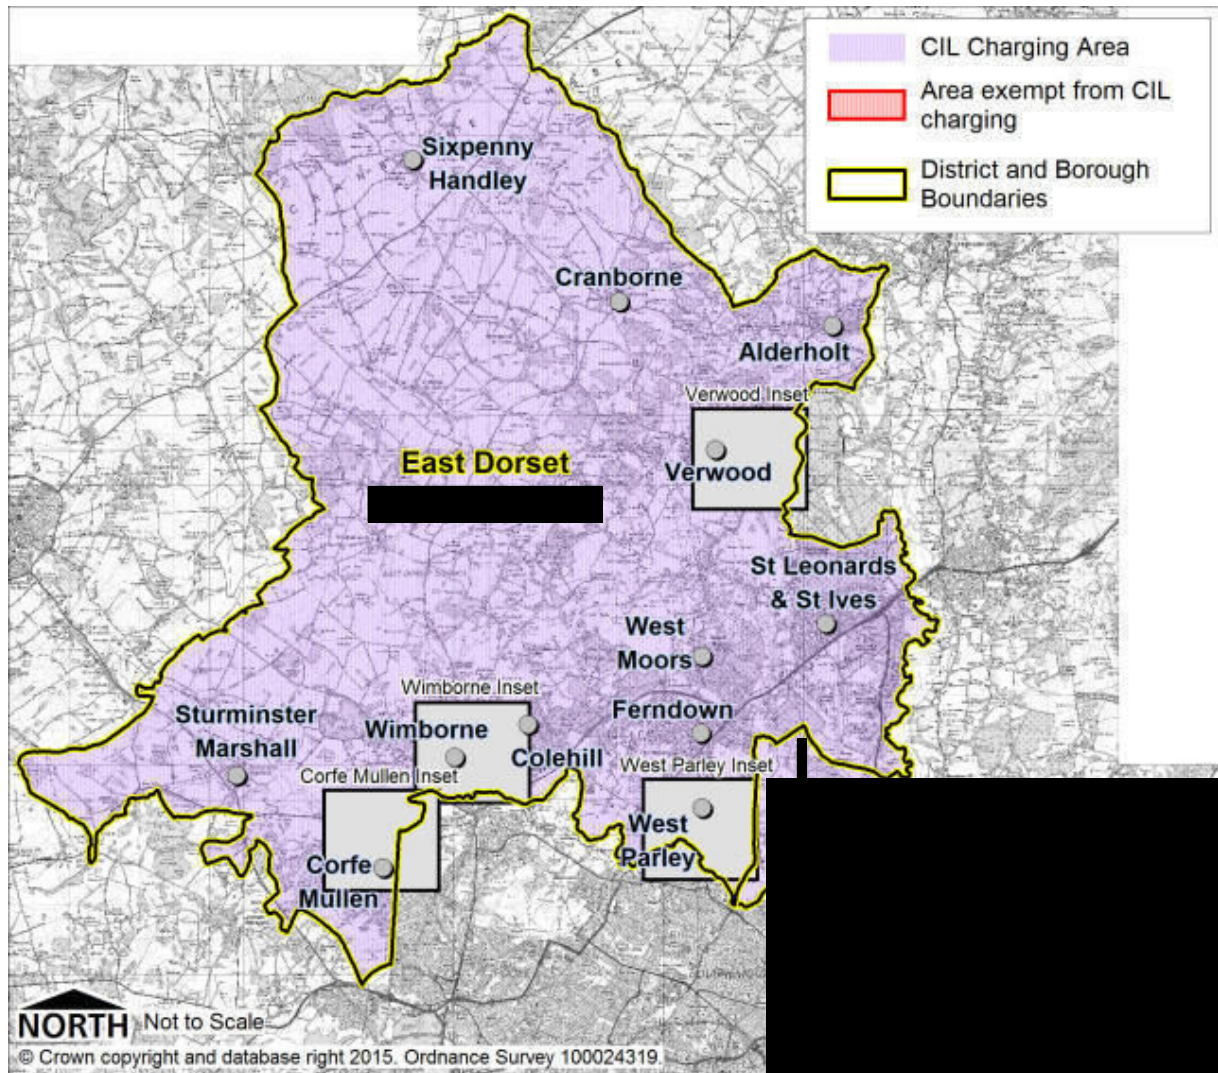 CIL Charging Area
Area exempt from CIL
charging
District and Borough
Boundaries
Sixpenny
Handley
Cranborne
Alderholt
Verwood Inset
Verwood
East Dorset
St Leonards
& St Ives
West
Moors
Wimborne Inset
Sturminster
Marshall
Wimborne
Ferndown
Colehill
Corfe Mullen Inset
West Parley Inset
West
Parley
Corfe
Mullen
NORTH Not to Scale
© Crown copyright and database right 2015. Ordnance Survey 100024319.